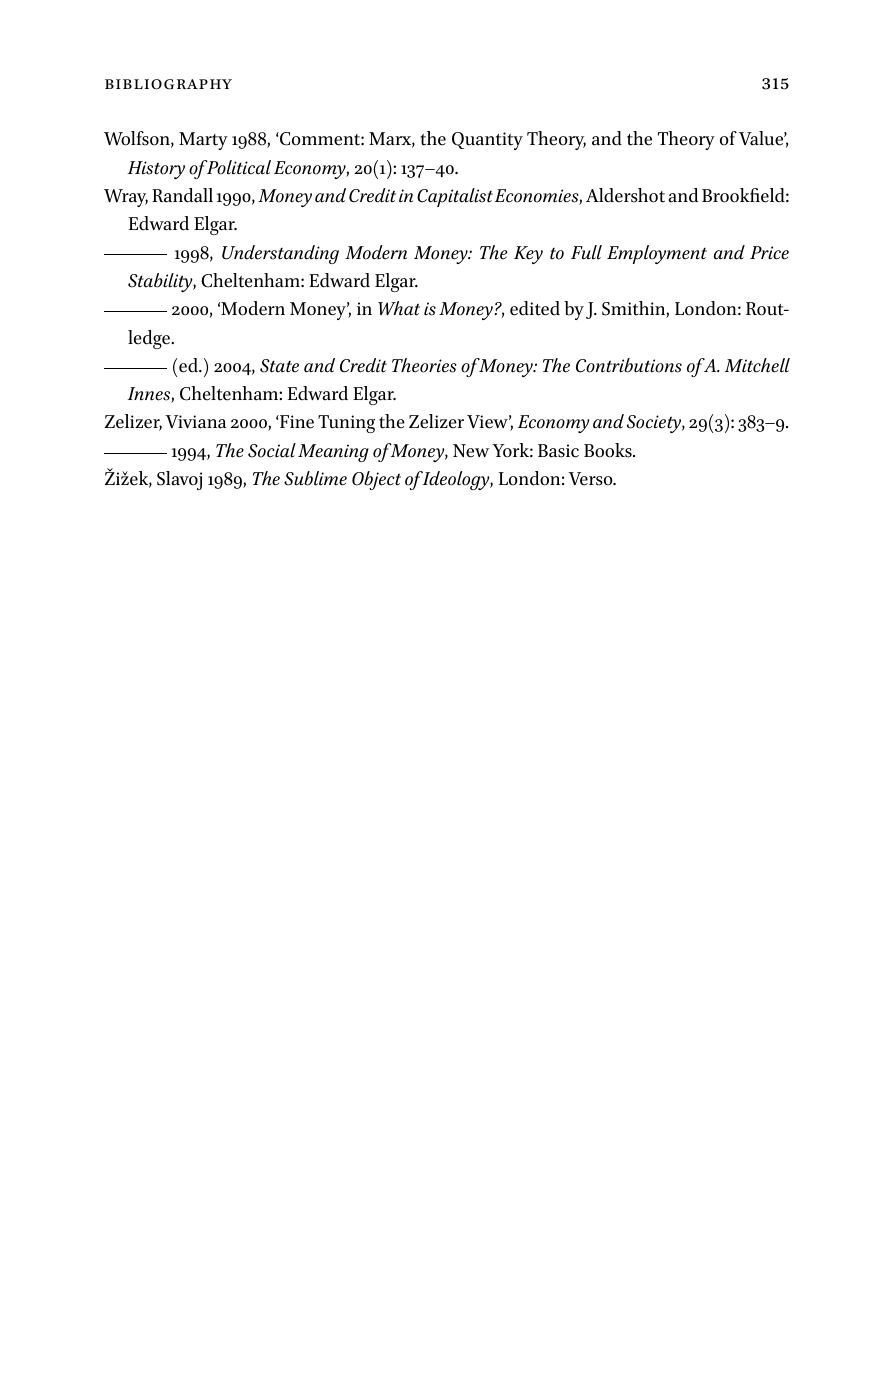 BIBLIOGRAPHY 315
Wolfson, Marty 1988, ‘Comment: Marx, the Quantity Theory, and the Theory of Value’,
History of Political Economy, 20(1): 137–40.
Wray, Randall 1990, Money and Credit in Capitalist Economies, Aldershot and Brookfield:
Edward Elgar.
——— 1998, Understanding Modern Money: The Key to Full Employment and Price
Stability, Cheltenham: Edward Elgar.
——— 2000, ‘Modern Money’, in What is Money?, edited by J. Smithin, London: Rout-
ledge.
——— (ed.) 2004, State and Credit Theories of Money: The Contributions of A. Mitchell
Innes, Cheltenham: Edward Elgar.
Zelizer, Viviana 2000, ‘Fine Tuning the Zelizer View’, Economy and Society, 29(3): 383–9.
——— 1994, The Social Meaning of Money, New York: Basic Books.
Žižek, Slavoj 1989, The Sublime Object of Ideology, London: Verso.